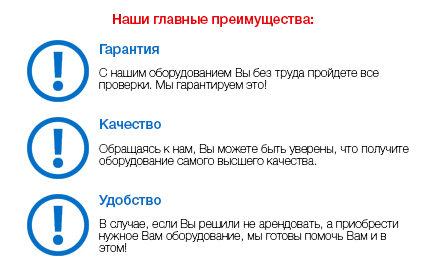 Наши главные преимущества:
Гарантия
С нашим оборудованием Вы без труда пройдете все
проверки. Мы гарантируем это!
Качество
Обращаясь к нам, Вы можете быть уверены, что получите
оборудование самого высшего качества.
Удобство
В случае, если Вы решили не арендовать, а приобрести
нужное Вам оборудование, мы готовы помочь Вам и в
этом!